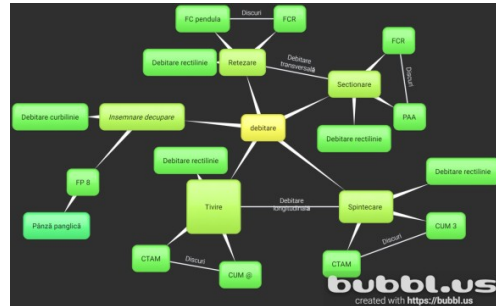 FC pendula
Discuri
FCR
Debitare rectilinie
Retezare
Debitare
transversală
FCR
Discuri
Sectionare
PAA
Debitare curbilinie
Insemnare decupare
debitare
Debitare rectilinie
Debitare rectilinie
FP 8
Pânză panglică
Tivire
Debitare
longitudinală
Spintecare
Debitare rectilinie
CUM 3
CTAM
Discuri
CUM @
CTAM
Discuri
bubbl.us
created with https://bubbl.us